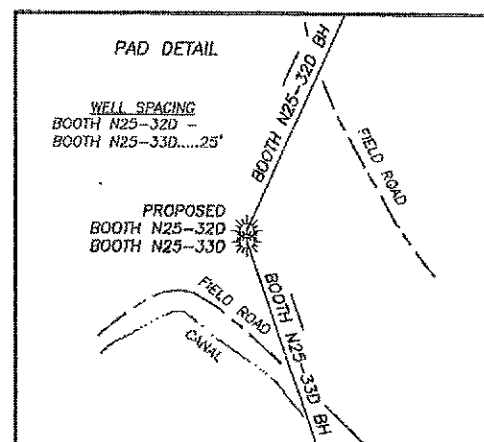 PAD DETAIL
WELL SPACING
BOOTH N25-32D -
BOOTH N25-33D.....25'
BOOTH N25-32D BH
FIELD ROAD
PROPOSED
BOOTH N25-32D
BOOTH N25-33D
FIELD ROAD
CANAL
BOOTH N25-33D BH